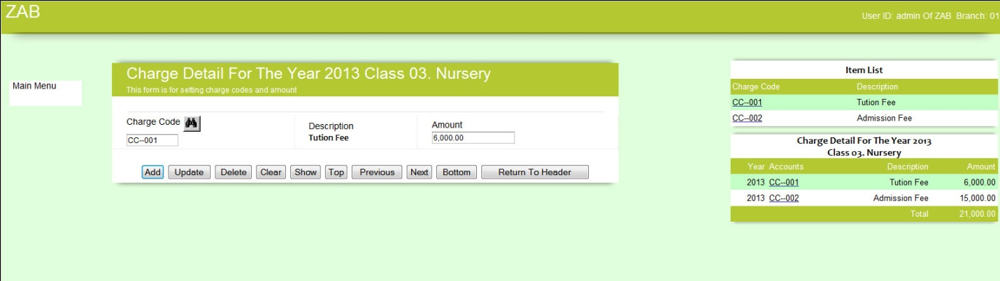 ZAB
User ID: admin Of ZAB Branch: 01
Main Menu
Charge Detail For The Year 2013 Class 03. Nursery
This form is for setting charge codes and amount
Charge Code
CC--001
Description
Tution Fee
Amount
6,000.00
Add Update Delete Clear Show Top Previous Next Bottom Return To Header
Item List
Charge Code Description
CC--001 Tution Fee
CC--002 Admission Fee
Charge Detail For The Year 2013
Class 03. Nursery
Year Accounts Description Amount
2013 CC--001 Tution Fee 6,000.00
2013 CC--002 Admission Fee 15,000.00
Total 21,000.00